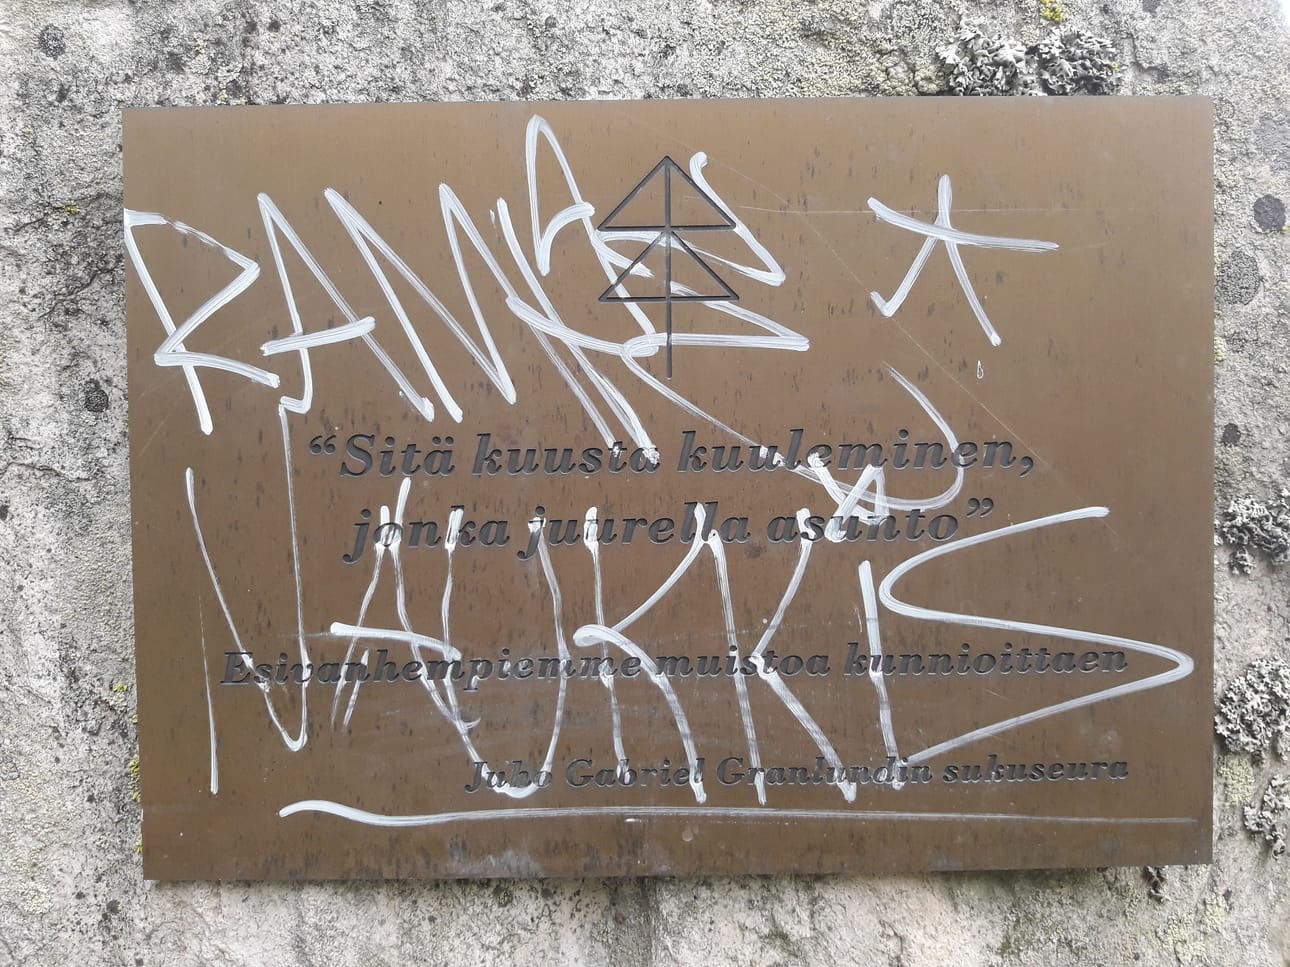 “Sitä kuusta kuuleminen,
jonka juurella asunto”
Esivanhempiemme muistoa kunnioittaen
Juho Gabriel Granlundin sukuseura